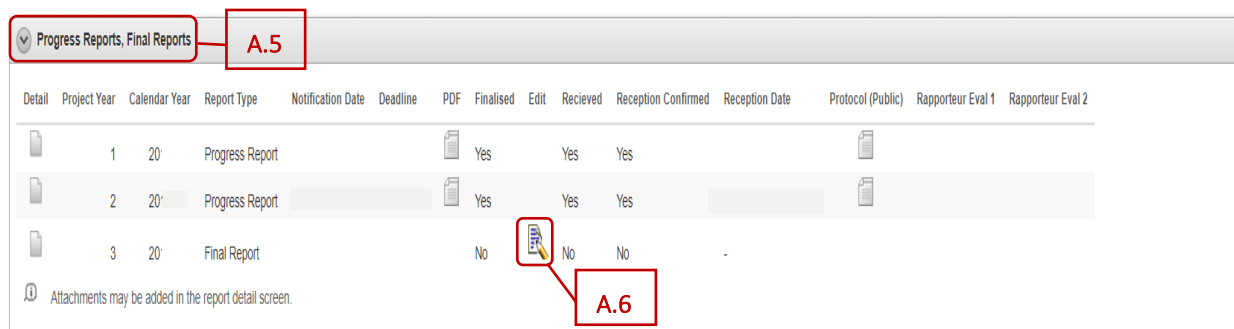 Progress Reports, Final Reports A.5
Detail Project Year Calendar Year Report Type Notification Date Deadline PDF Finalised Edit Recieved Reception Confirmed Reception Date Protocol (Public) Rapporteur Eval 1 Rapporteur Eval 2
1 20 Progress Report Yes Yes Yes
2 20 Progress Report Yes Yes Yes
3 20 Final Report No No No -
Attachments may be added in the report detail screen.
A.6